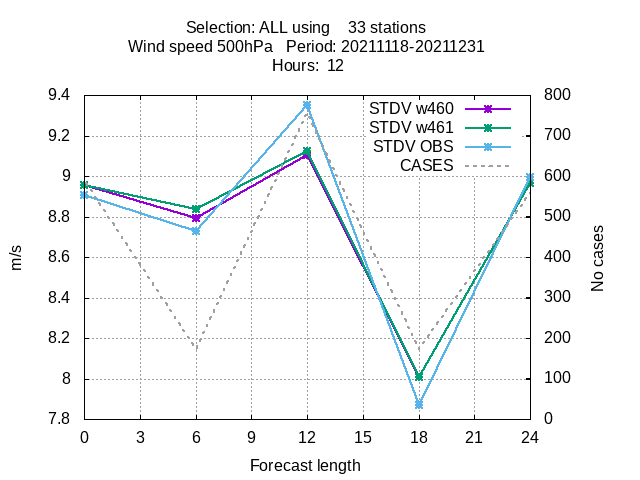 Selection: ALL using    33 stations
Wind speed 500hPa   Period: 20211118-20211231
Hours:  12
STDV w460
STDV w461
STDV OBS
CASES
9.4
9.2
9
8.8
8.6
8.4
8.2
8
7.8
m/s
800
700
600
500
400
300
200
100
0
No cases
0 3 6 9 12 15 18 21 24
Forecast length